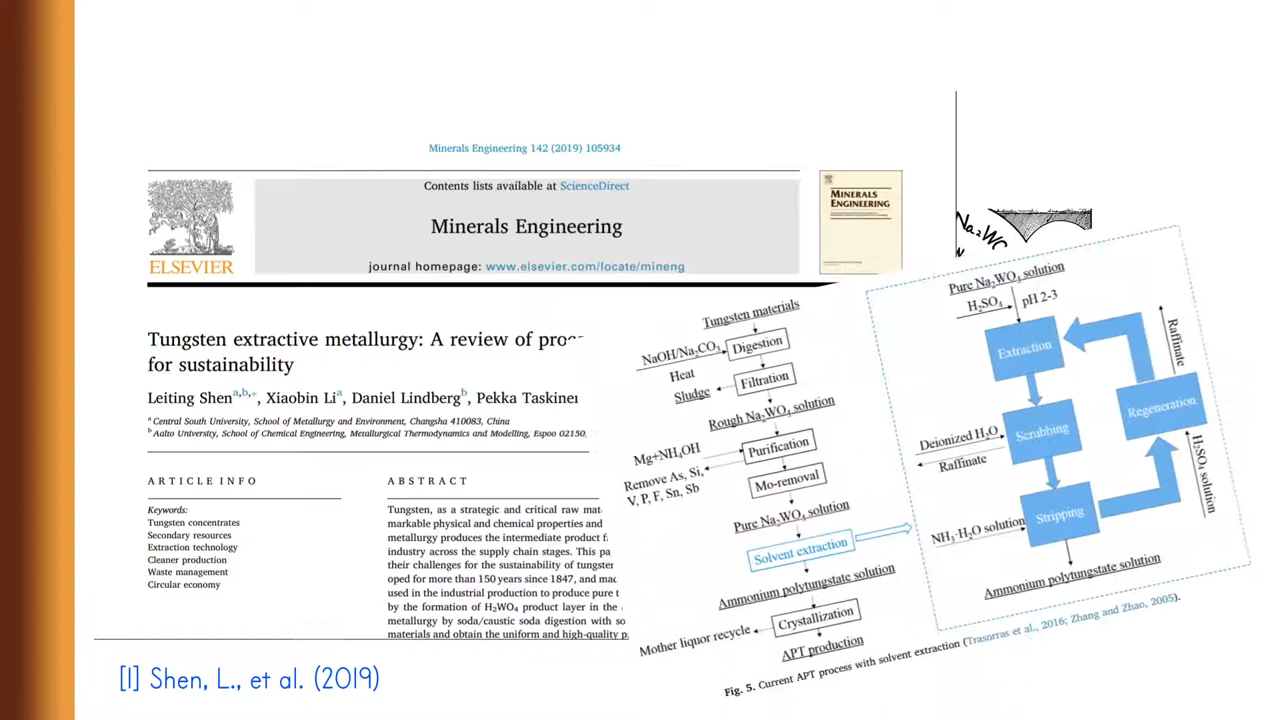 Minerals Engineering 142 (2019) 105934
Contents lists available at ScienceDirect
Minerals Engineering
journal homepage: www.elsevier.com/locate/mineng
ELSEVIER
MINERALS
ENGINEERING
Tungsten extractive metallurgy: A review of
for sustainability
Leiting Shenᵃ,ᵇ,*, Xiaobin Liᵃ, Daniel Lindbergᵇ, Pekka Taskinen
ᵃ Central South University, School of Metallurgy and Environment, Changsha 410083, China
ᵇ Aalto University, School of Chemical Engineering, Metallurgical Thermodynamics and Modelling, Espoo 02150,
ARTICLE INFO
Keywords:
Tungsten concentrates
Secondary resources
Extraction technology
Cleaner production
Waste management
Circular economy
ABSTRACT
Tungsten, as a strategic and critical raw
markable physical and chemical properties and
metallurgy produces the intermediate product
industry across the supply chain stages. This
their challenges for the sustainability of
oped for more than 150 years since 1847, and
used in the industrial production to produce pure
by the formation of H₂WO₄ product layer in the
metallurgy by soda/caustic soda digestion with
materials and obtain the uniform and high-quality
Tungsten materials
NaOH/Na₂CO₃
Heat
Digestion
Sludge
Filtration
Rough Na₂WO₄ solution
Mg+NH₄OH
Purification
Remove As, Si,
V, P, F, Sn, Sb
Mo-removal
Pure Na₂WO₄ solution
Solvent extraction
Ammonium polytungstate solution
Crystallization
Mother liquor recycle
APT production
Na₂WO
Pure Na₂WO₄ solution
H₂SO₄
pH 2-3
Extraction
Raffinate
Regeneration
Deionized H₂O
Scrubbing
Raffinate
H₂SO₄ solution
NH₃·H₂O solution
Stripping
Ammonium polytungstate solution
Fig. 5. Current APT process with solvent extraction (Trasorras et al., 2016; Zhang and Zhao, 2005).
[1] Shen, L., et al. (2019)